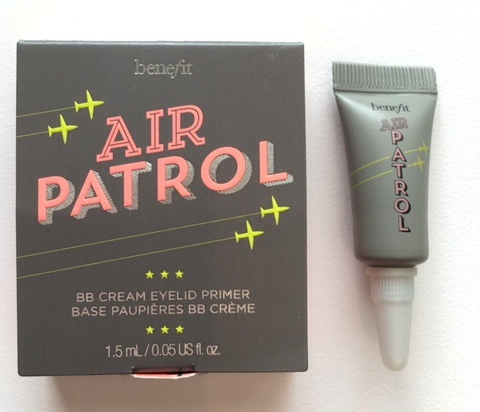 benefit
AIR
PATROL
★ ★ ★
BB CREAM EYELID PRIMER
BASE PAUPIÈRES BB CRÈME
★ ★ ★
1.5 mL / 0.05 US fl. oz.
benefit
AIR
PATROL